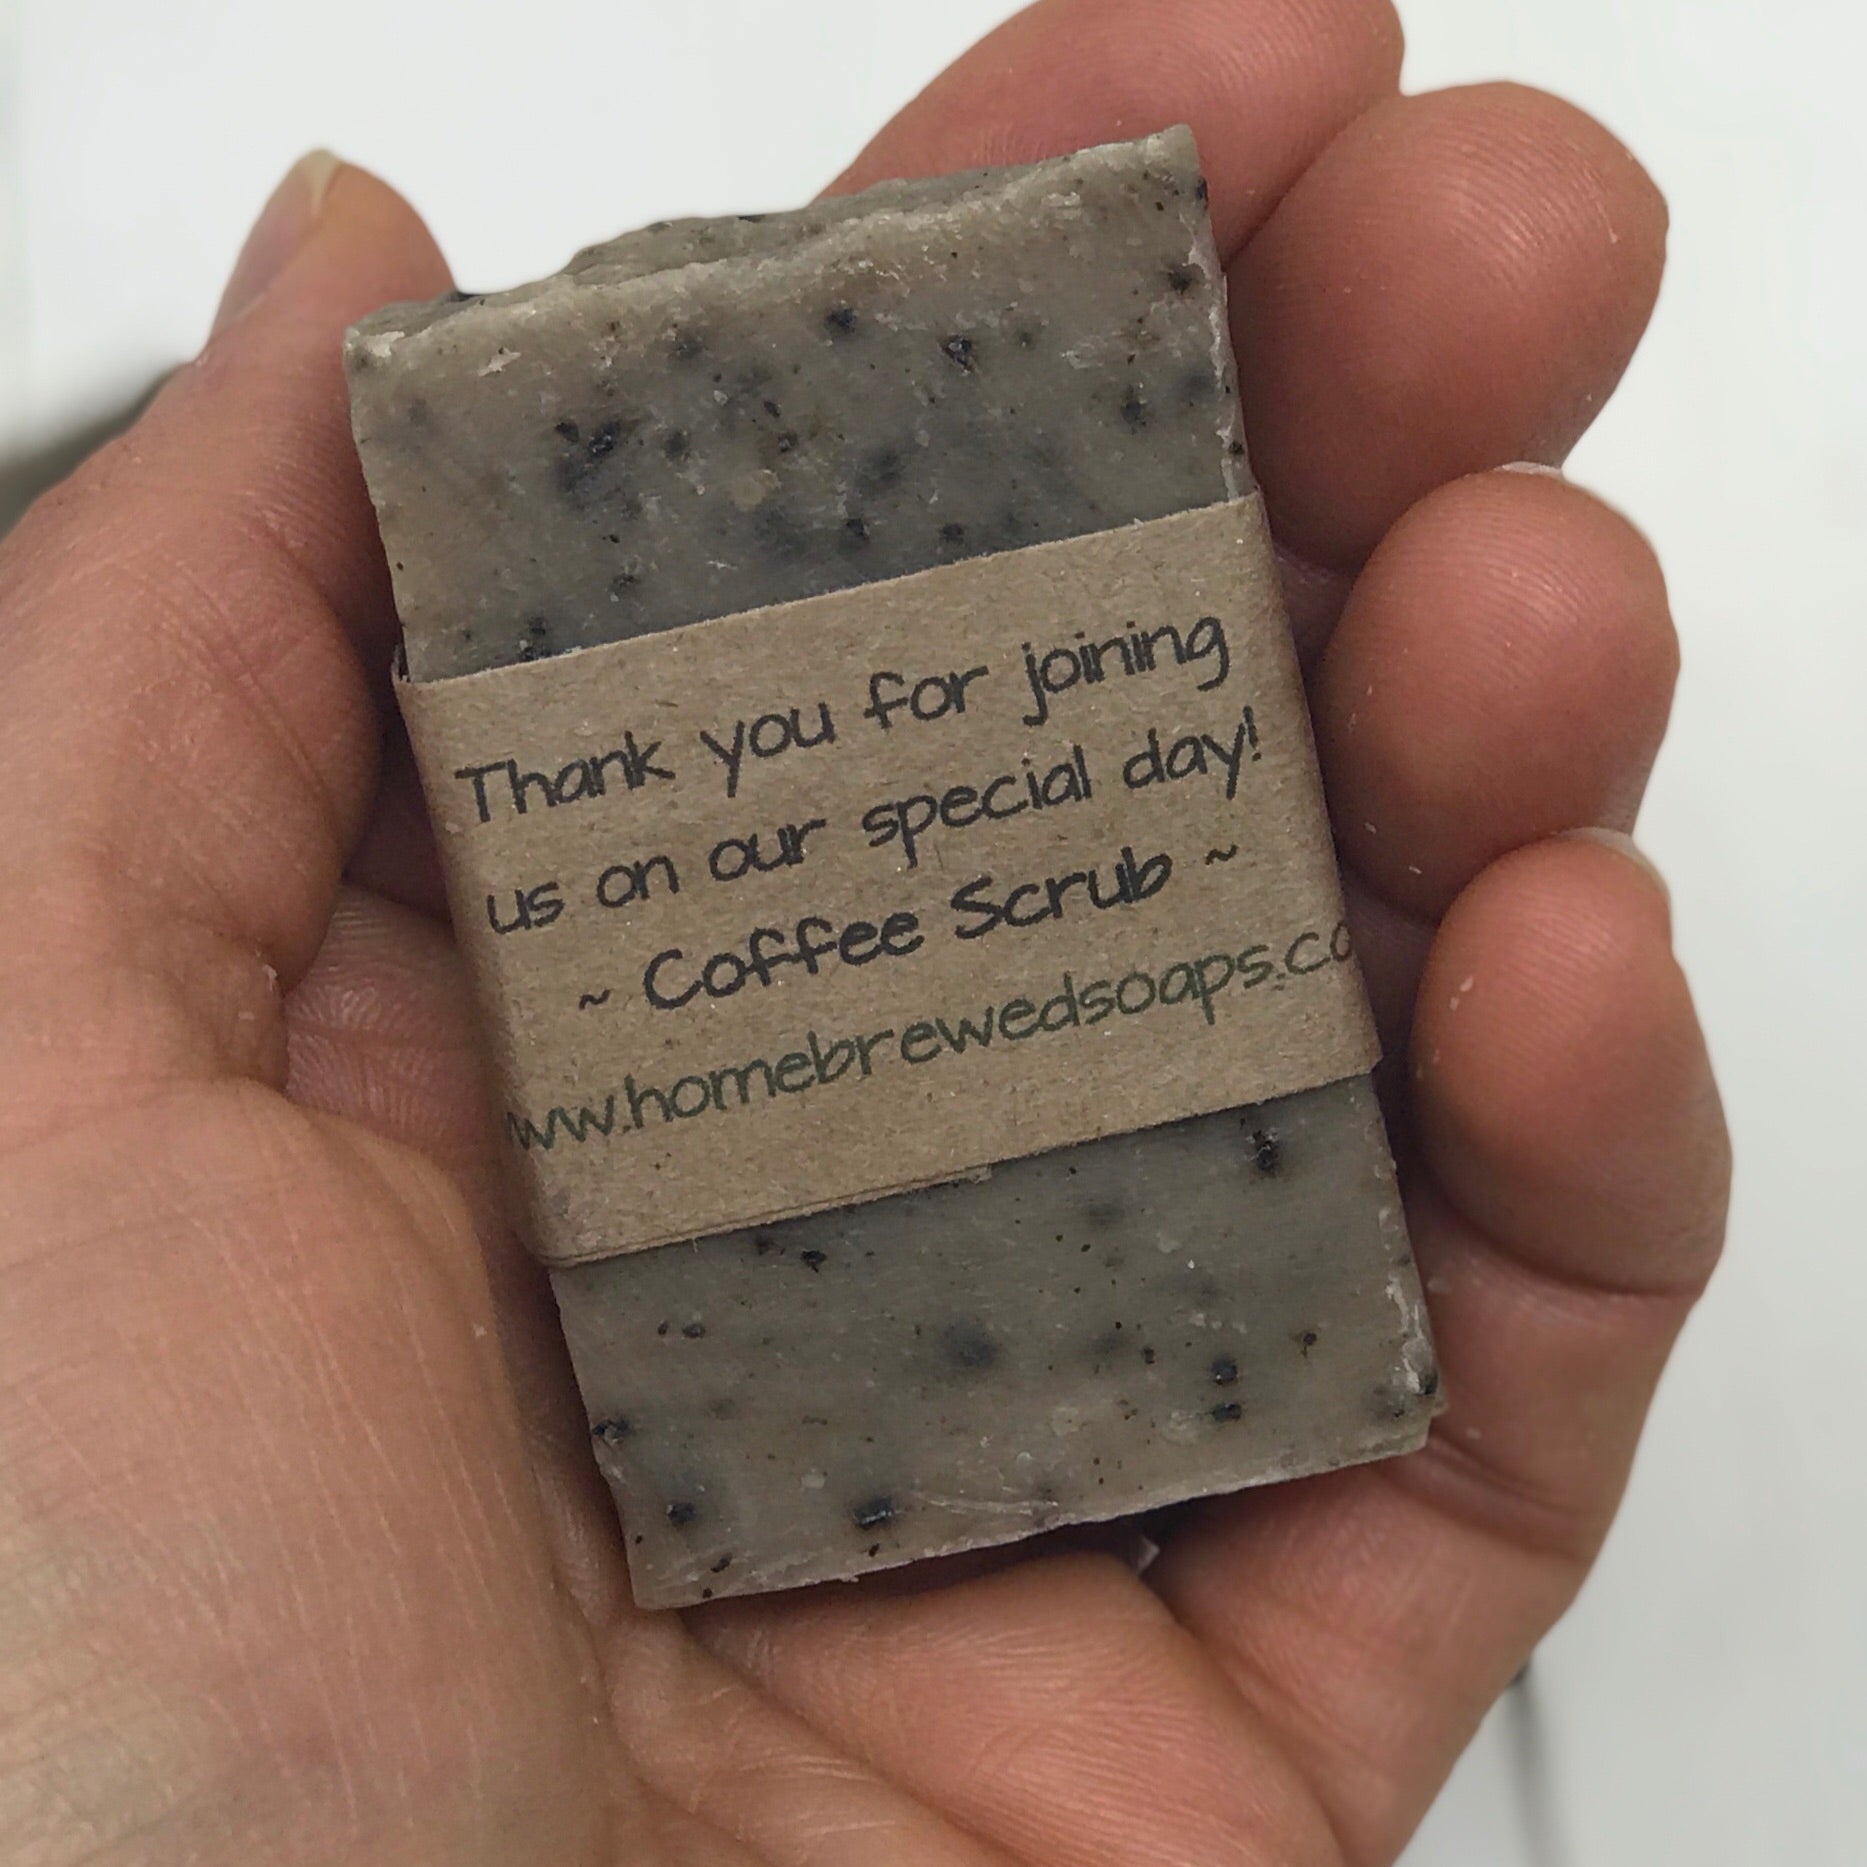 Thank you for joining
us on our special day!
~ Coffee Scrub ~
ww.homebrewedsoaps.co